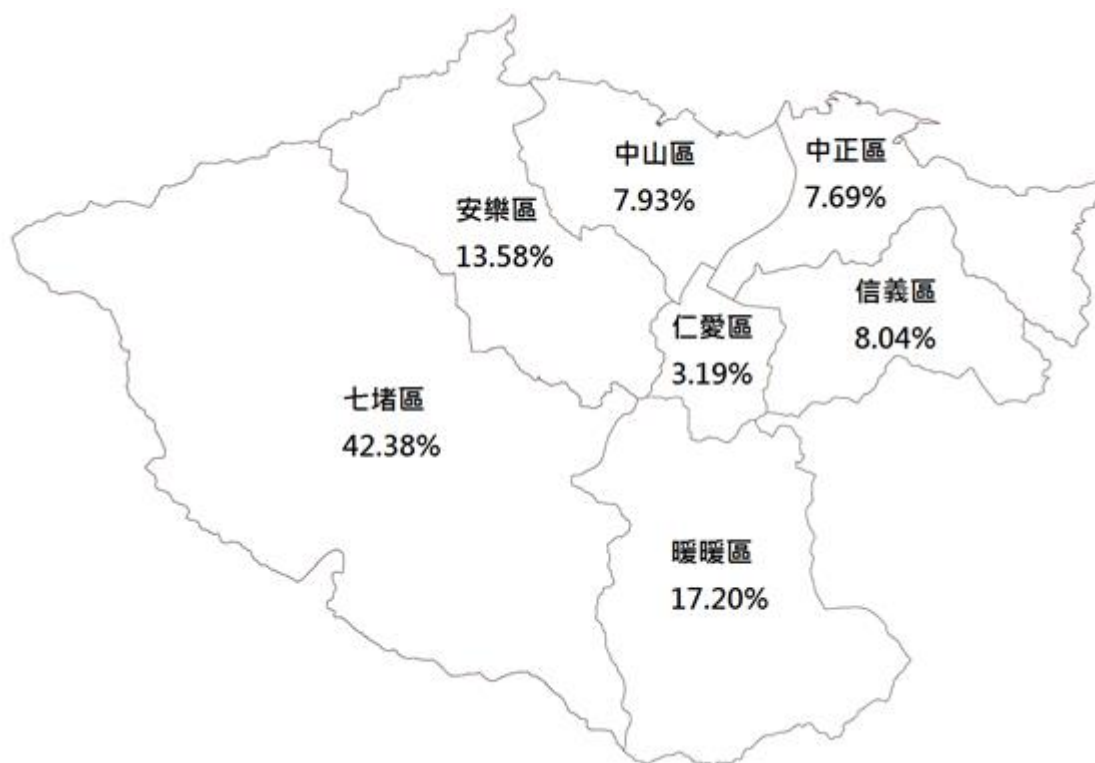 中山區
7.93%
中正區
7.69%
安樂區
13.58%
信義區
8.04%
仁愛區
3.19%
七堵區
42.38%
暖暖區
17.20%